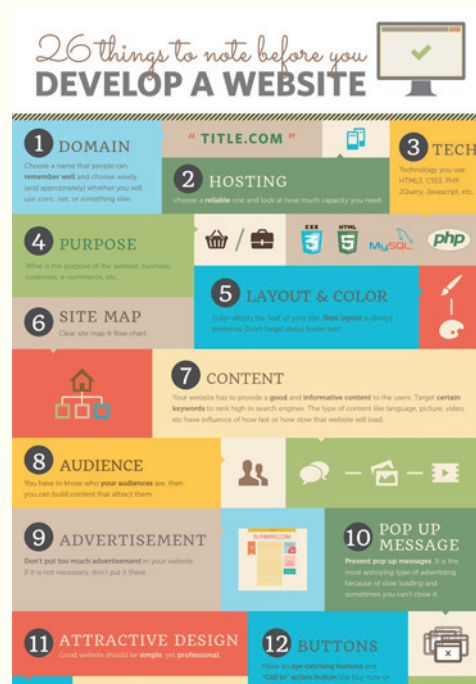 26 things to note before you
DEVELOP A WEBSITE
1 DOMAIN
Choose a name that people can
remember well and choose wisely
(and appropriately) whether you will
use .com, .net, or something else.
" TITLE.COM "
2 HOSTING
choose a reliable one and look at how much capacity you need.
3 TECH
Technology you use:
HTML5, CSS3, PHP,
JQuery, Javascript, etc.
4 PURPOSE
What is the purpose of the website: business,
corporate, e-commerce, etc.
/
CSS
3
HTML
5
MySQL
php
5 LAYOUT & COLOR
Color affects the feel of your site. Neat layout is always
preferred. Don't forget about footer too!
6 SITE MAP
Clear site map & flow chart.
7 CONTENT
Your website has to provide a good and informative content to the users. Target certain
keywords to rank high in search engines. The type of content like language, picture, video,
etc have influence of how fast or how slow that website will load.
8 AUDIENCE
You have to know who your audiences are, then
you can build content that attract them.
9 ADVERTISEMENT
Don't put too much advertisement in your website.
If it is not necessary, don't put it there.
10 POP UP
MESSAGE
Prevent pop up messages. It is the
most annoying type of advertising
because of slow loading and
sometimes you can't close it.
11 ATTRACTIVE DESIGN
Good website should be simple, yet professional.
12 BUTTONS
Make an eye catching buttons and
"Call to" action button like buy now or
x